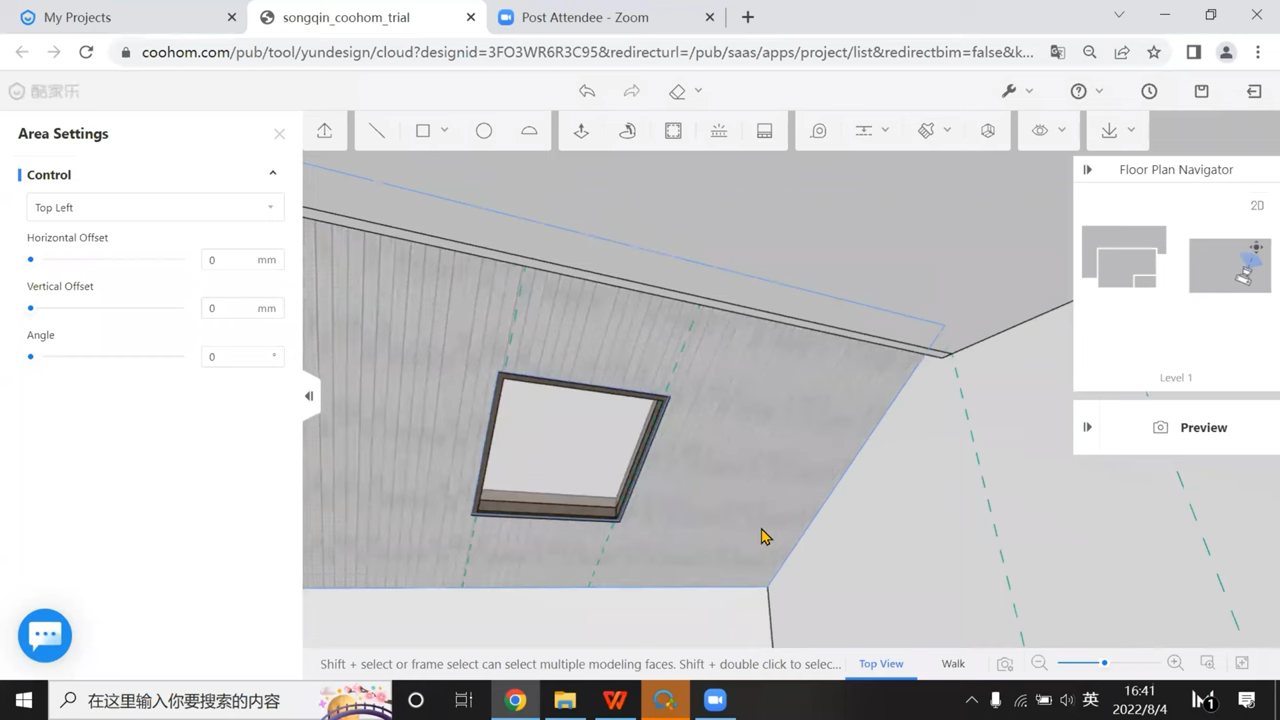 My Projects
songqin_coohom_trial
Post Attendee - Zoom
coohom.com/pub/tool/yundesign/cloud?designid=3FO3WR6R3C95&redirecturl=/pub/saas/apps/project/list&redirectbim=false&k...
酷家乐
Area Settings
Control
Top Left
Horizontal Offset
0 mm
Vertical Offset
0 mm
Angle
0 °
Floor Plan Navigator
2D
Level 1
Preview
Shift + select or frame select can select multiple modeling faces. Shift + double click to selec...
Top View
Walk
在这里输入你要搜索的内容
英
16:41
2022/8/4
1